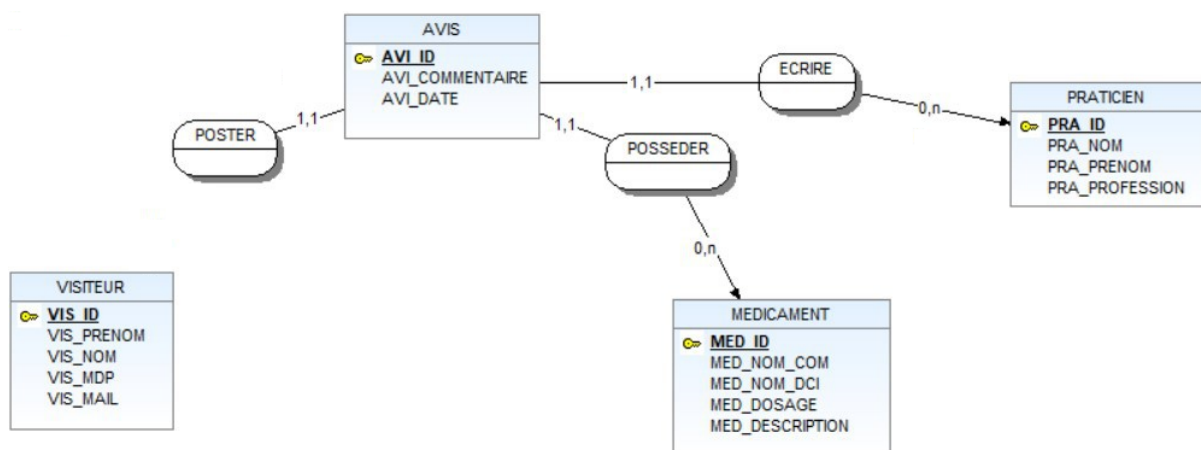 AVIS
AVI_ID
AVI_COMMENTAIRE
AVI_DATE
1,1
ECRIRE
0,n
PRATICIEN
PRA_ID
PRA_NOM
PRA_PRENOM
PRA_PROFESSION
1,1
POSTER
1,1
POSSEDER
0,n
VISITEUR
VIS_ID
VIS_PRENOM
VIS_NOM
VIS_MDP
VIS_MAIL
MEDICAMENT
MED_ID
MED_NOM_COM
MED_NOM_DCI
MED_DOSAGE
MED_DESCRIPTION